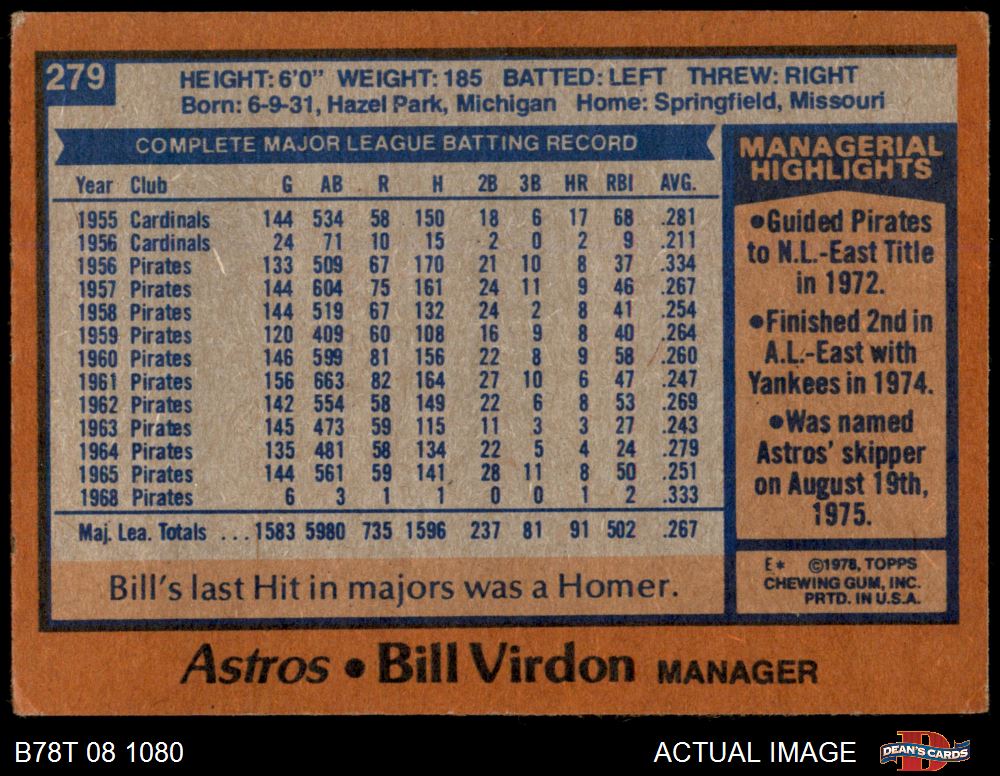 279
HEIGHT: 6'0" WEIGHT: 185 BATTED: LEFT THREW: RIGHT
Born: 6-9-31, Hazel Park, Michigan Home: Springfield, Missouri
COMPLETE MAJOR LEAGUE BATTING RECORD
Year Club G AB R H 2B 3B HR RBI AVG.
1955 Cardinals 144 534 58 150 18 6 17 68 .281
1956 Cardinals 24 71 10 15 2 0 2 9 .211
1956 Pirates 133 509 67 170 21 10 8 37 .334
1957 Pirates 144 604 75 161 24 11 9 46 .267
1958 Pirates 144 519 67 132 24 2 8 41 .254
1959 Pirates 120 409 60 108 16 9 8 40 .264
1960 Pirates 146 599 81 156 22 8 9 58 .260
1961 Pirates 156 663 82 164 27 10 6 47 .247
1962 Pirates 142 554 58 149 22 6 8 53 .269
1963 Pirates 145 473 59 115 11 3 3 27 .243
1964 Pirates 135 481 58 134 22 5 4 24 .279
1965 Pirates 144 561 59 141 28 11 8 50 .251
1968 Pirates 6 3 1 1 0 0 1 2 .333
Maj. Lea. Totals ... 1583 5980 735 1596 237 81 91 502 .267
Bill's last Hit in majors was a Homer.
MANAGERIAL
HIGHLIGHTS
•Guided Pirates
to N.L.-East Title
in 1972.
•Finished 2nd in
A.L.-East with
Yankees in 1974.
•Was named
Astros' skipper
on August 19th,
1975.
E* ©1978, TOPPS
CHEWING GUM, INC.
PRTD. IN U.S.A.
Astros • Bill Virdon MANAGER
B78T 08 1080 ACTUAL IMAGE
D
DEAN'S CARDS